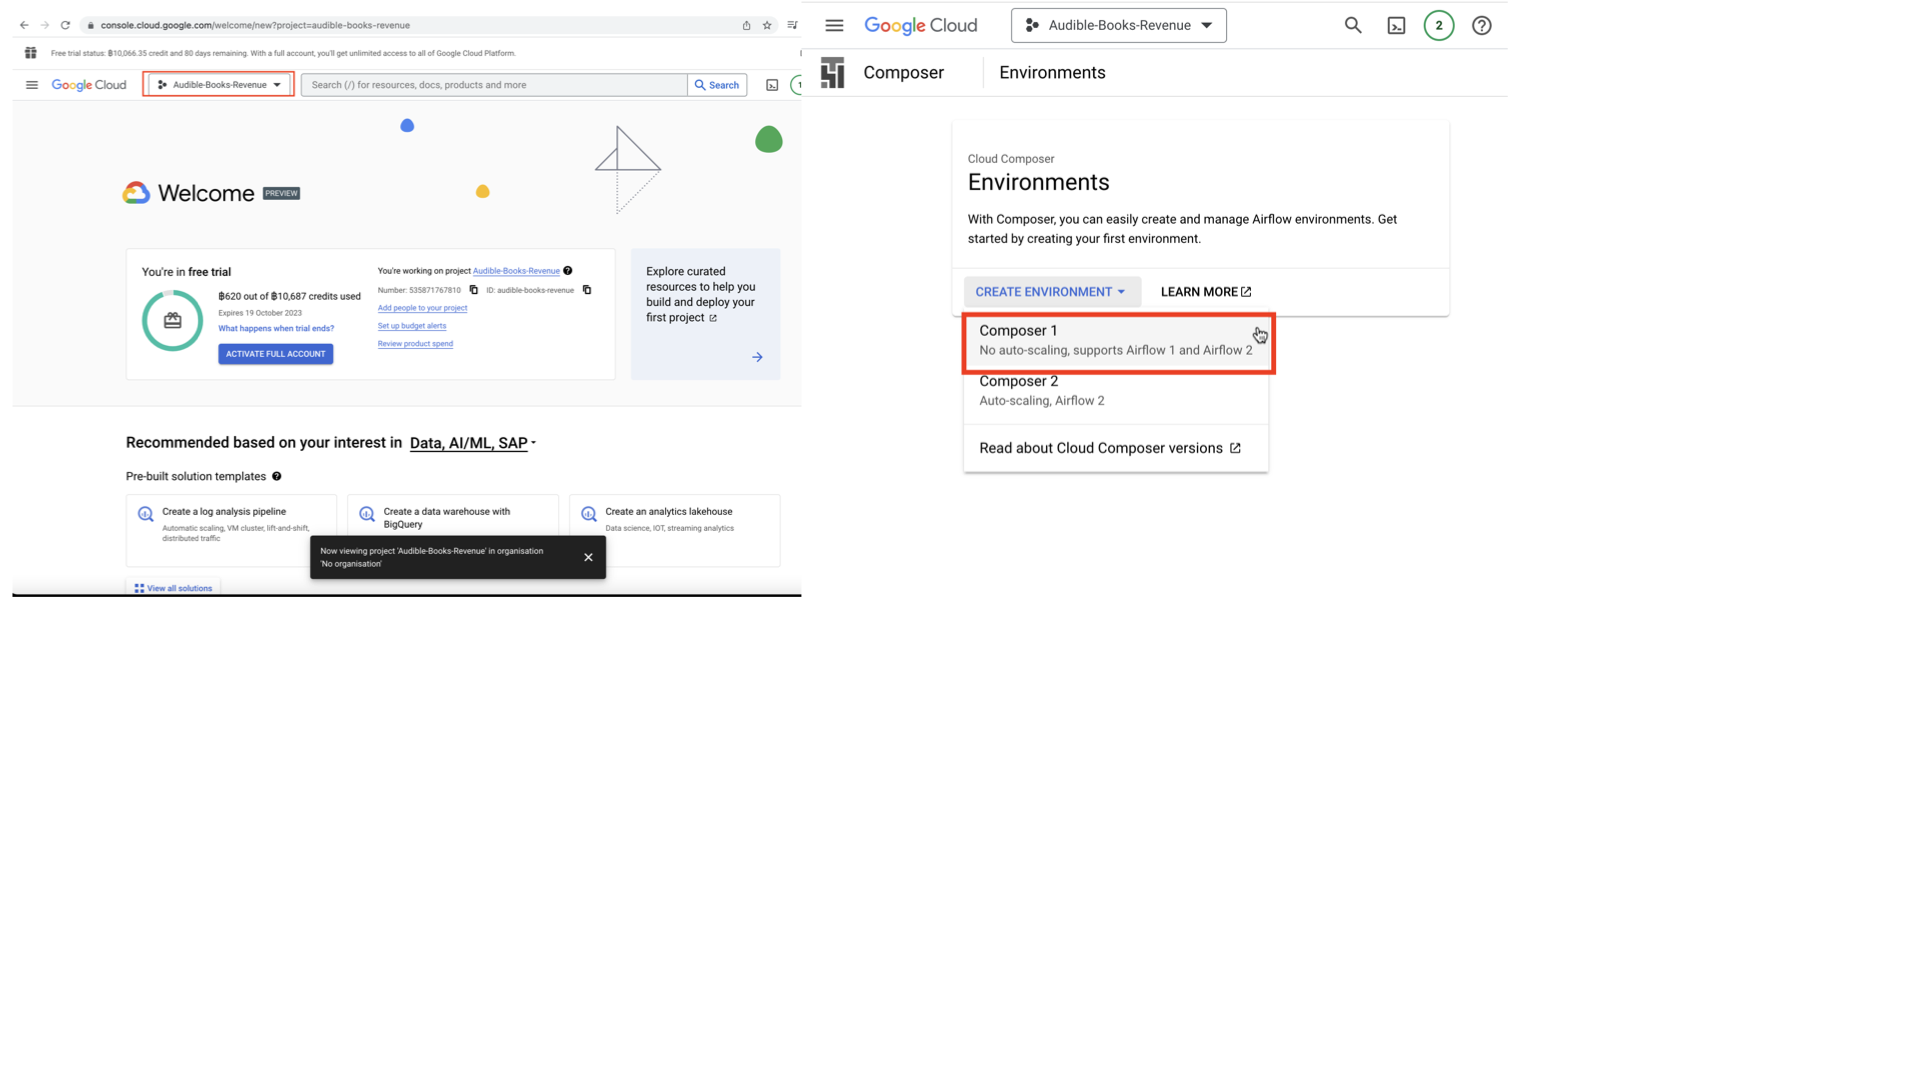 console.cloud.google.com/welcome/new?project=audible-books-revenue
Free trial status: ฿10,066.35 credit and 80 days remaining. With a full account, you'll get unlimited access to all of Google Cloud Platform.
Google Cloud
Audible-Books-Revenue
Search (/) for resources, docs, products and more
Search
1
Welcome
PREVIEW
You're in free trial
฿620 out of ฿10,687 credits used
Expires 19 October 2023
What happens when trial ends?
ACTIVATE FULL ACCOUNT
You're working on project Audible-Books-Revenue
Number: 535871767810 ID: audible-books-revenue
Add people to your project
Set up budget alerts
Review product spend
Explore curated
resources to help you
build and deploy your
first project
Recommended based on your interest in Data, AI/ML, SAP
Pre-built solution templates
Create a log analysis pipeline
Automatic scaling, VM cluster, lift-and-shift,
distributed traffic
Create a data warehouse with
BigQuery
Create an analytics lakehouse
Data science, IOT, streaming analytics
Now viewing project 'Audible-Books-Revenue' in organisation
'No organisation'
View all solutions
Google Cloud
Audible-Books-Revenue
2
Composer
Environments
Cloud Composer
Environments
With Composer, you can easily create and manage Airflow environments. Get
started by creating your first environment.
CREATE ENVIRONMENT
LEARN MORE
Composer 1
No auto-scaling, supports Airflow 1 and Airflow 2
Composer 2
Auto-scaling, Airflow 2
Read about Cloud Composer versions